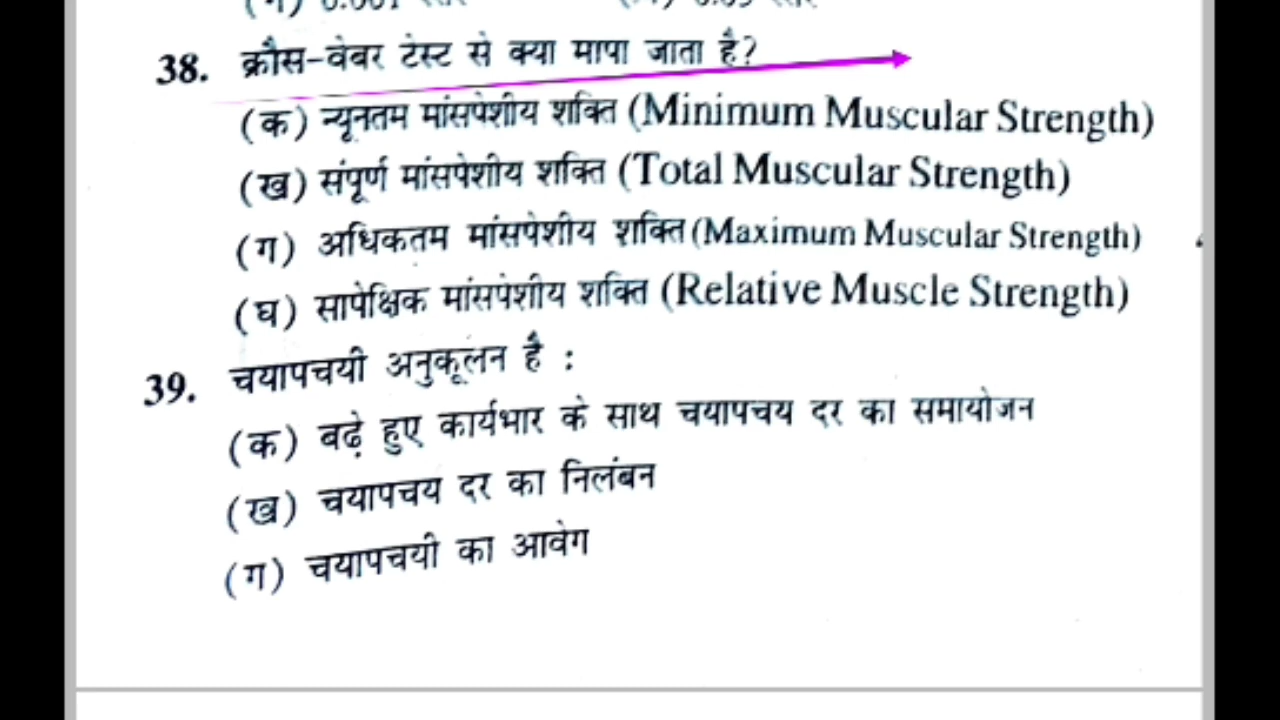 38. क्रौस-वेबर टेस्ट से क्या मापा जाता है?
(क) न्यूनतम मांसपेशीय शक्ति (Minimum Muscular Strength)
(ख) संपूर्ण मांसपेशीय शक्ति (Total Muscular Strength)
(ग) अधिकतम मांसपेशीय शक्ति (Maximum Muscular Strength)
(घ) सापेक्षिक मांसपेशीय शक्ति (Relative Muscle Strength)
39. चयापचयी अनुकूलन है :
(क) बढ़े हुए कार्यभार के साथ चयापचय दर का समायोजन
(ख) चयापचय दर का निलंबन
(ग) चयापचयी का आवेग